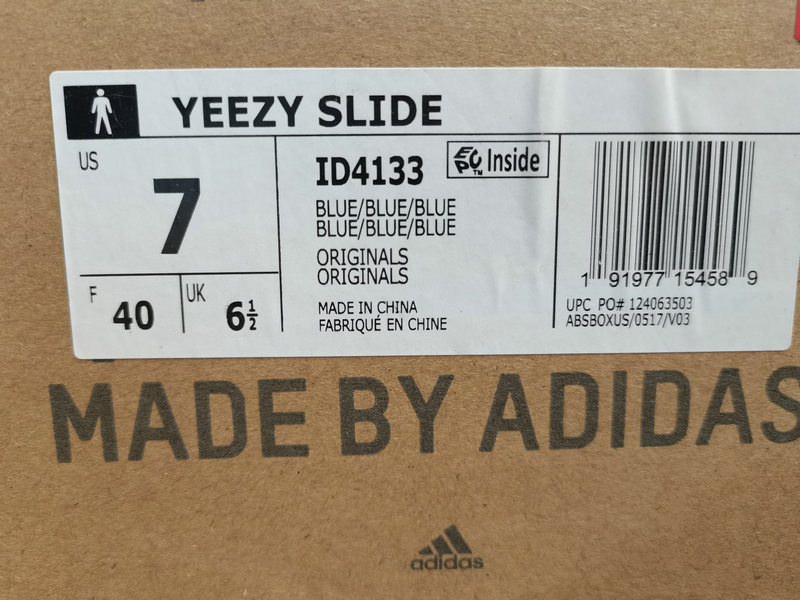 YEEZY SLIDE
US
7
F
40
UK
6½
ID4133
EPC™ Inside
BLUE/BLUE/BLUE
BLUE/BLUE/BLUE
ORIGINALS
ORIGINALS
MADE IN CHINA
FABRIQUÉ EN CHINE
1 91977 15458 9
UPC PO# 124063503
ABSBOXUS/0517/V03
MADE BY ADIDAS
adidas